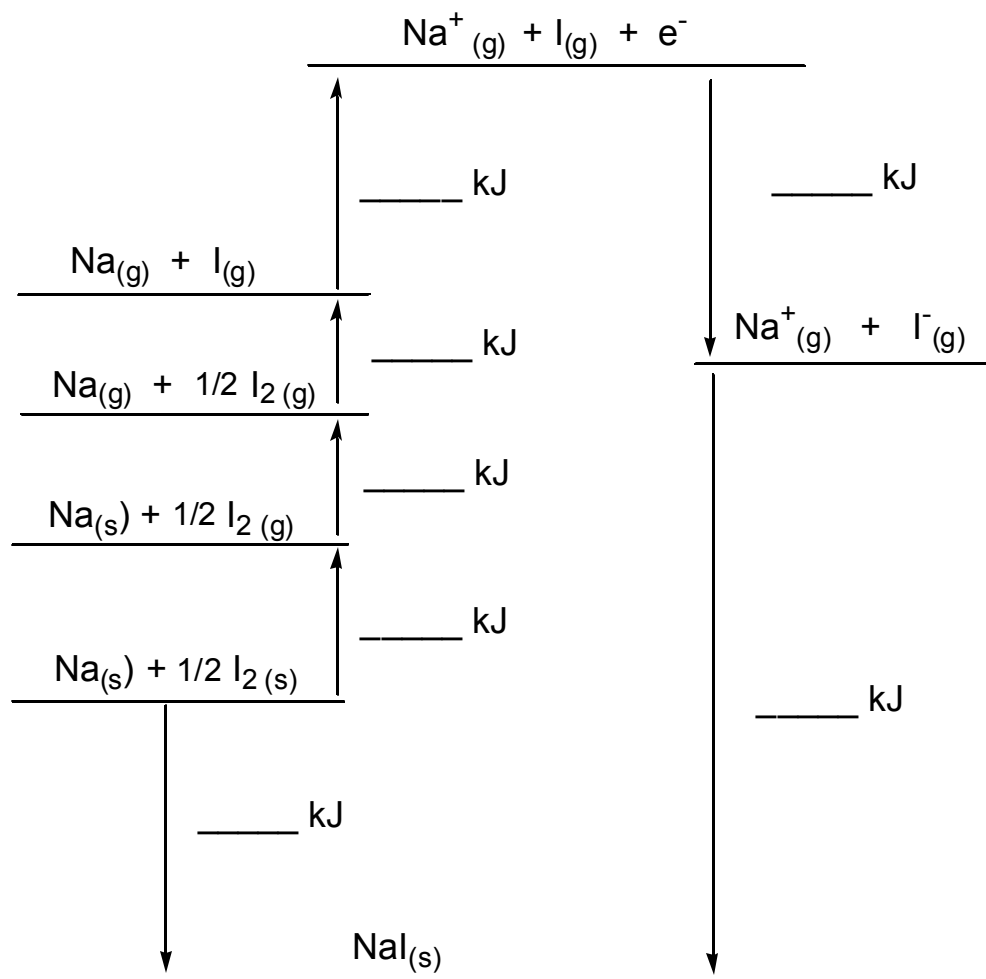 Na⁺(g) + I(g) + e⁻
_____ kJ
_____ kJ
Na(g) + I(g)
_____ kJ
Na⁺(g) + I⁻(g)
Na(g) + 1/2 I₂ (g)
_____ kJ
Na(s) + 1/2 I₂ (g)
_____ kJ
Na(s) + 1/2 I₂ (s)
_____ kJ
_____ kJ
NaI(s)